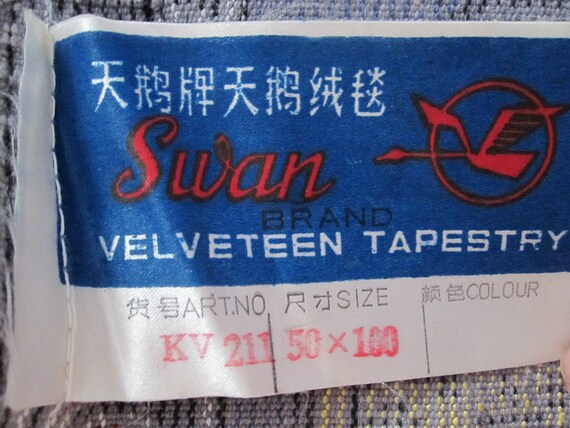 天鹅牌天鹅绒毯
Swan
BRAND
VELVETEEN TAPESTRY
货号ART.NO 尺寸SIZE 颜色COLOUR
KV 211 50×100